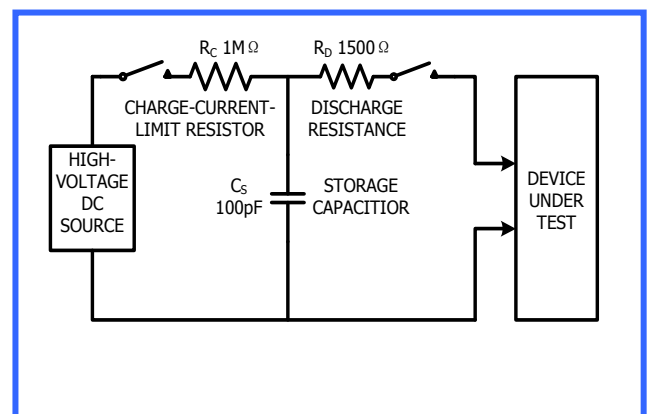 R_C 1MΩ
R_D 1500Ω
CHARGE-CURRENT-
LIMIT RESISTOR
DISCHARGE
RESISTANCE
HIGH-
VOLTAGE
DC
SOURCE
C_S
100pF
STORAGE
CAPACITIOR
DEVICE
UNDER
TEST